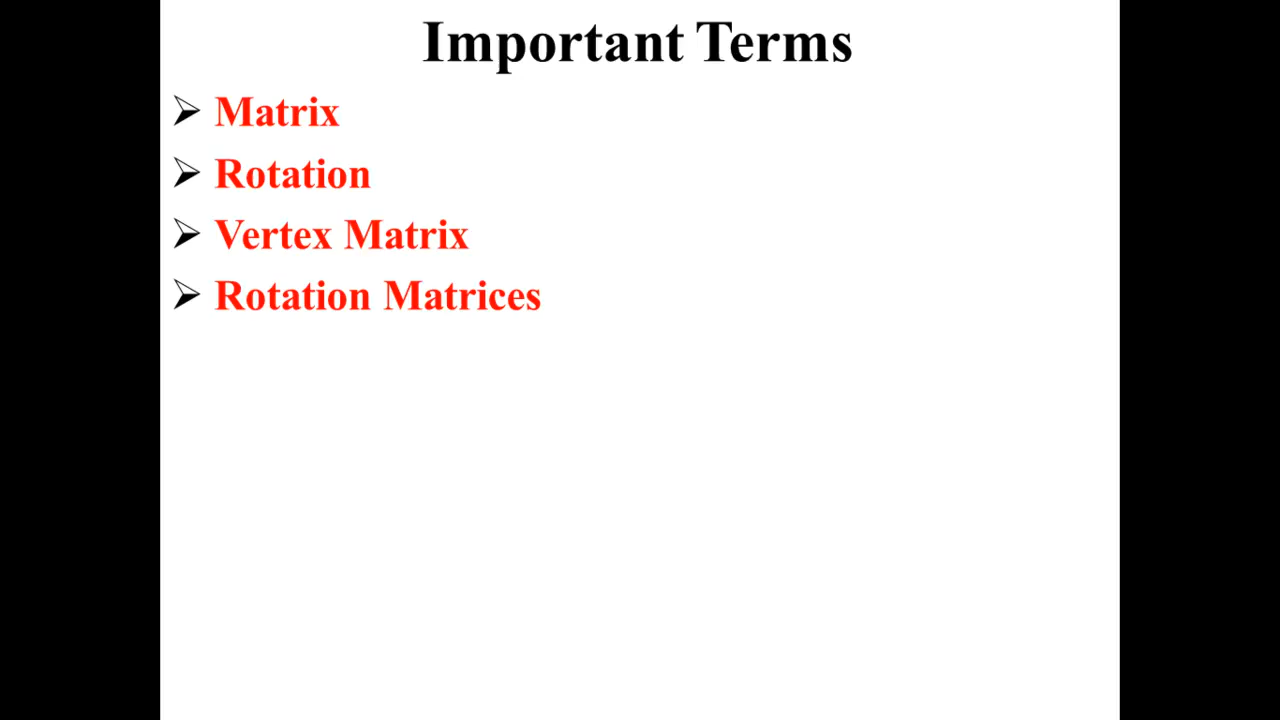 Important Terms
➢ Matrix
➢ Rotation
➢ Vertex Matrix
➢ Rotation Matrices